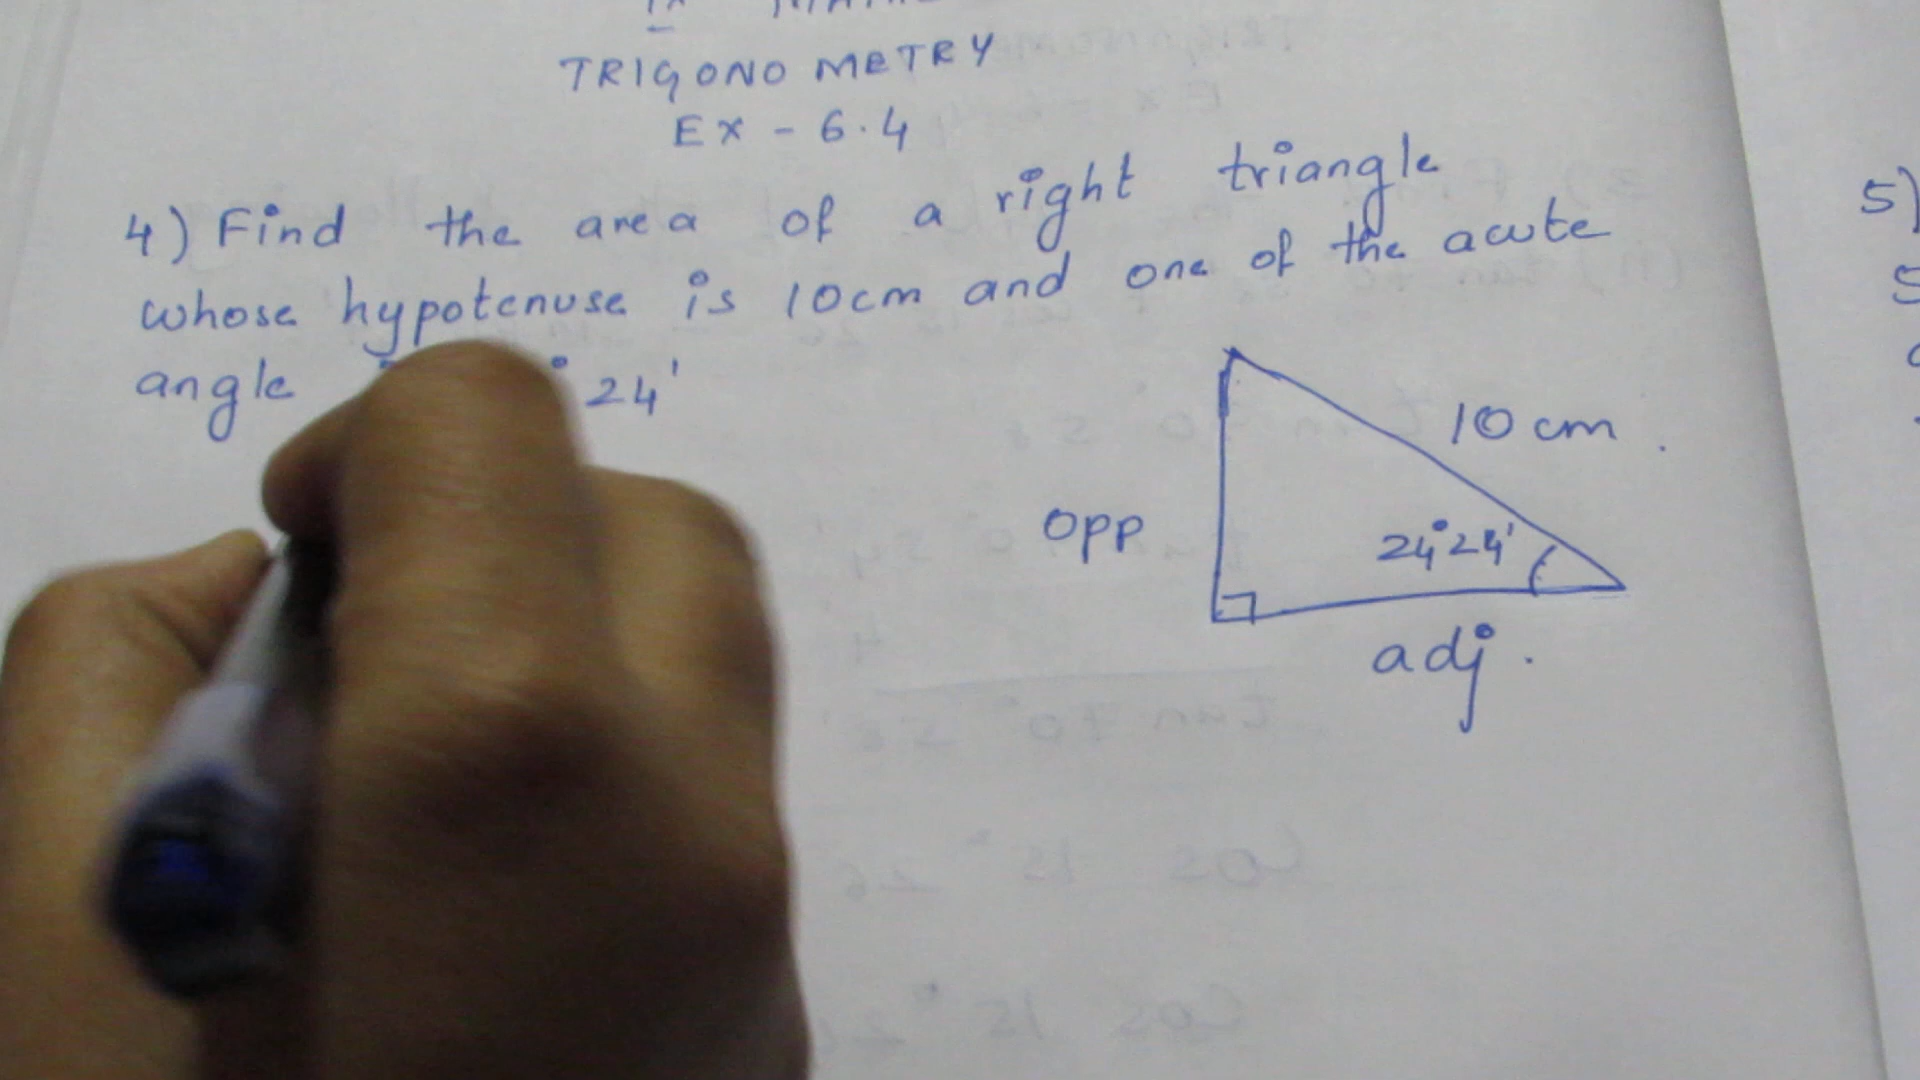 TRIGONOMETRY
EX - 6.4
4) Find the area of a right triangle
whose hypotenuse is 10cm and one of the acute
angle ° 24'
10 cm
opp
24°24'
adj.
5)